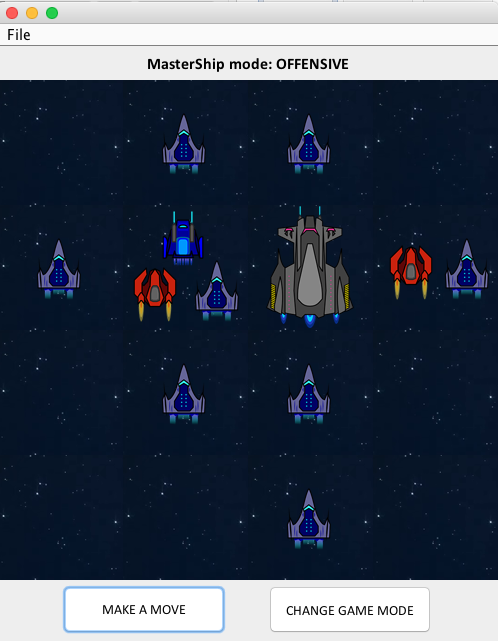 File
MasterShip mode: OFFENSIVE
MAKE A MOVE
CHANGE GAME MODE